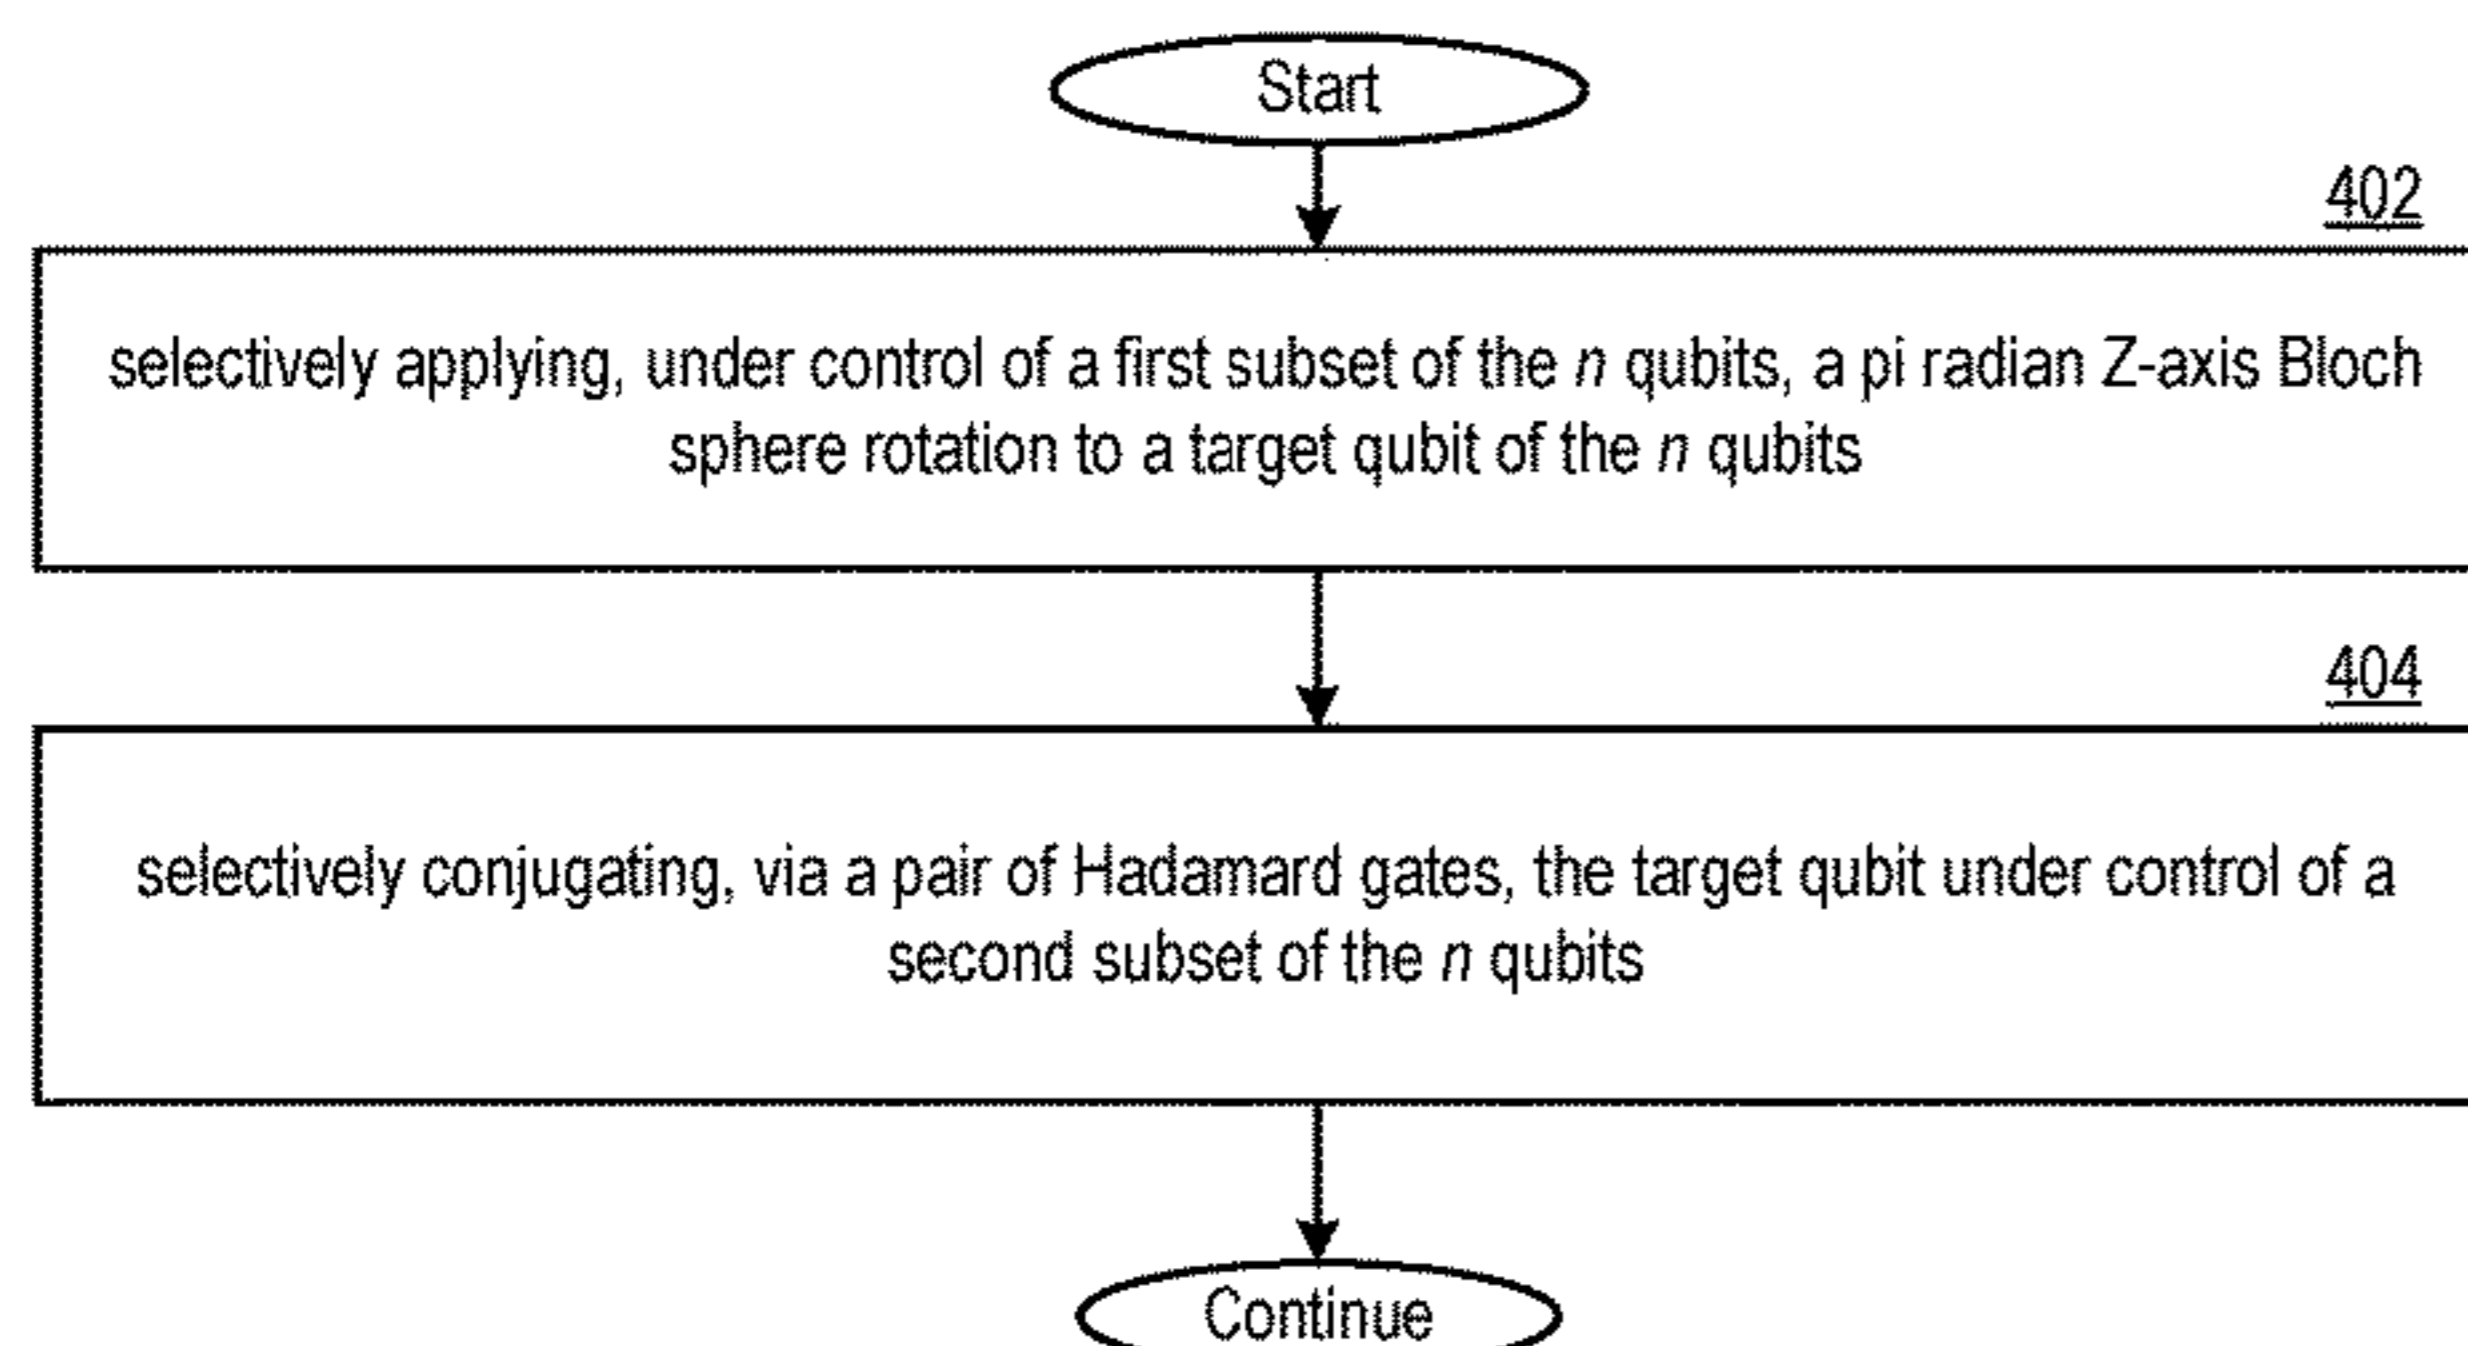 Start
402
selectively applying, under control of a first subset of the n qubits, a pi radian Z-axis Bloch
sphere rotation to a target qubit of the n qubits
404
selectively conjugating, via a pair of Hadamard gates, the target qubit under control of a
second subset of the n qubits
Continue